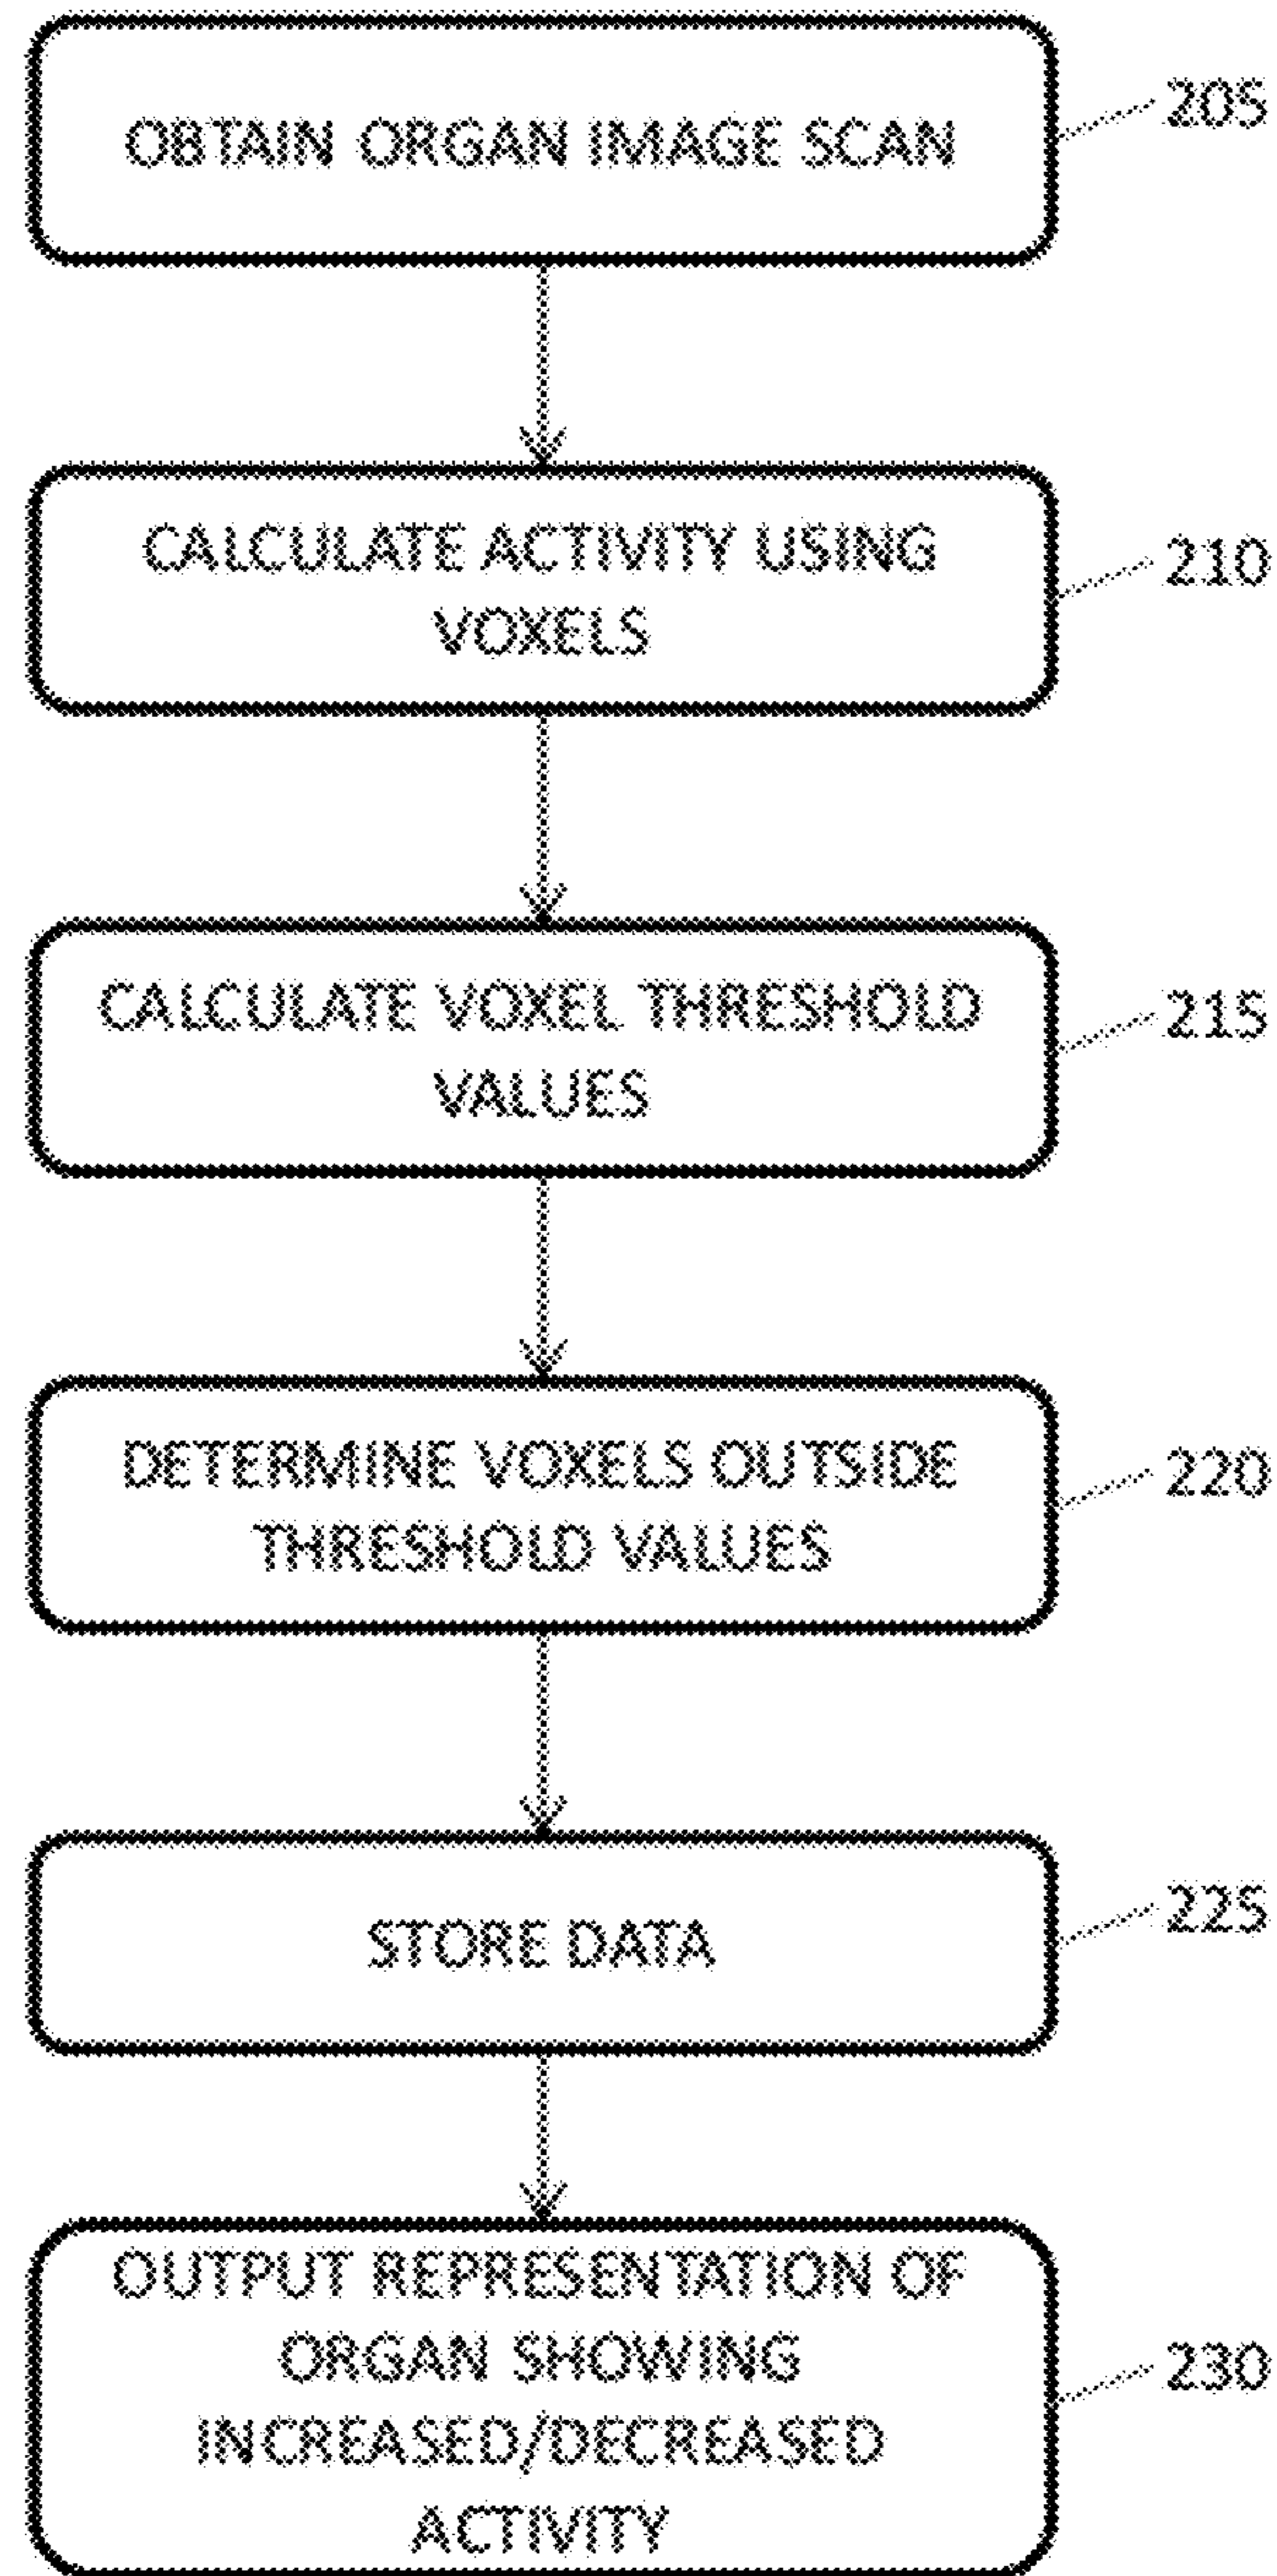 OBTAIN ORGAN IMAGE SCAN
205
CALCULATE ACTIVITY USING
VOXELS
210
CALCULATE VOXEL THRESHOLD
VALUES
215
DETERMINE VOXELS OUTSIDE
THRESHOLD VALUES
220
STORE DATA
225
OUTPUT REPRESENTATION OF
ORGAN SHOWING
INCREASED/DECREASED
ACTIVITY
230